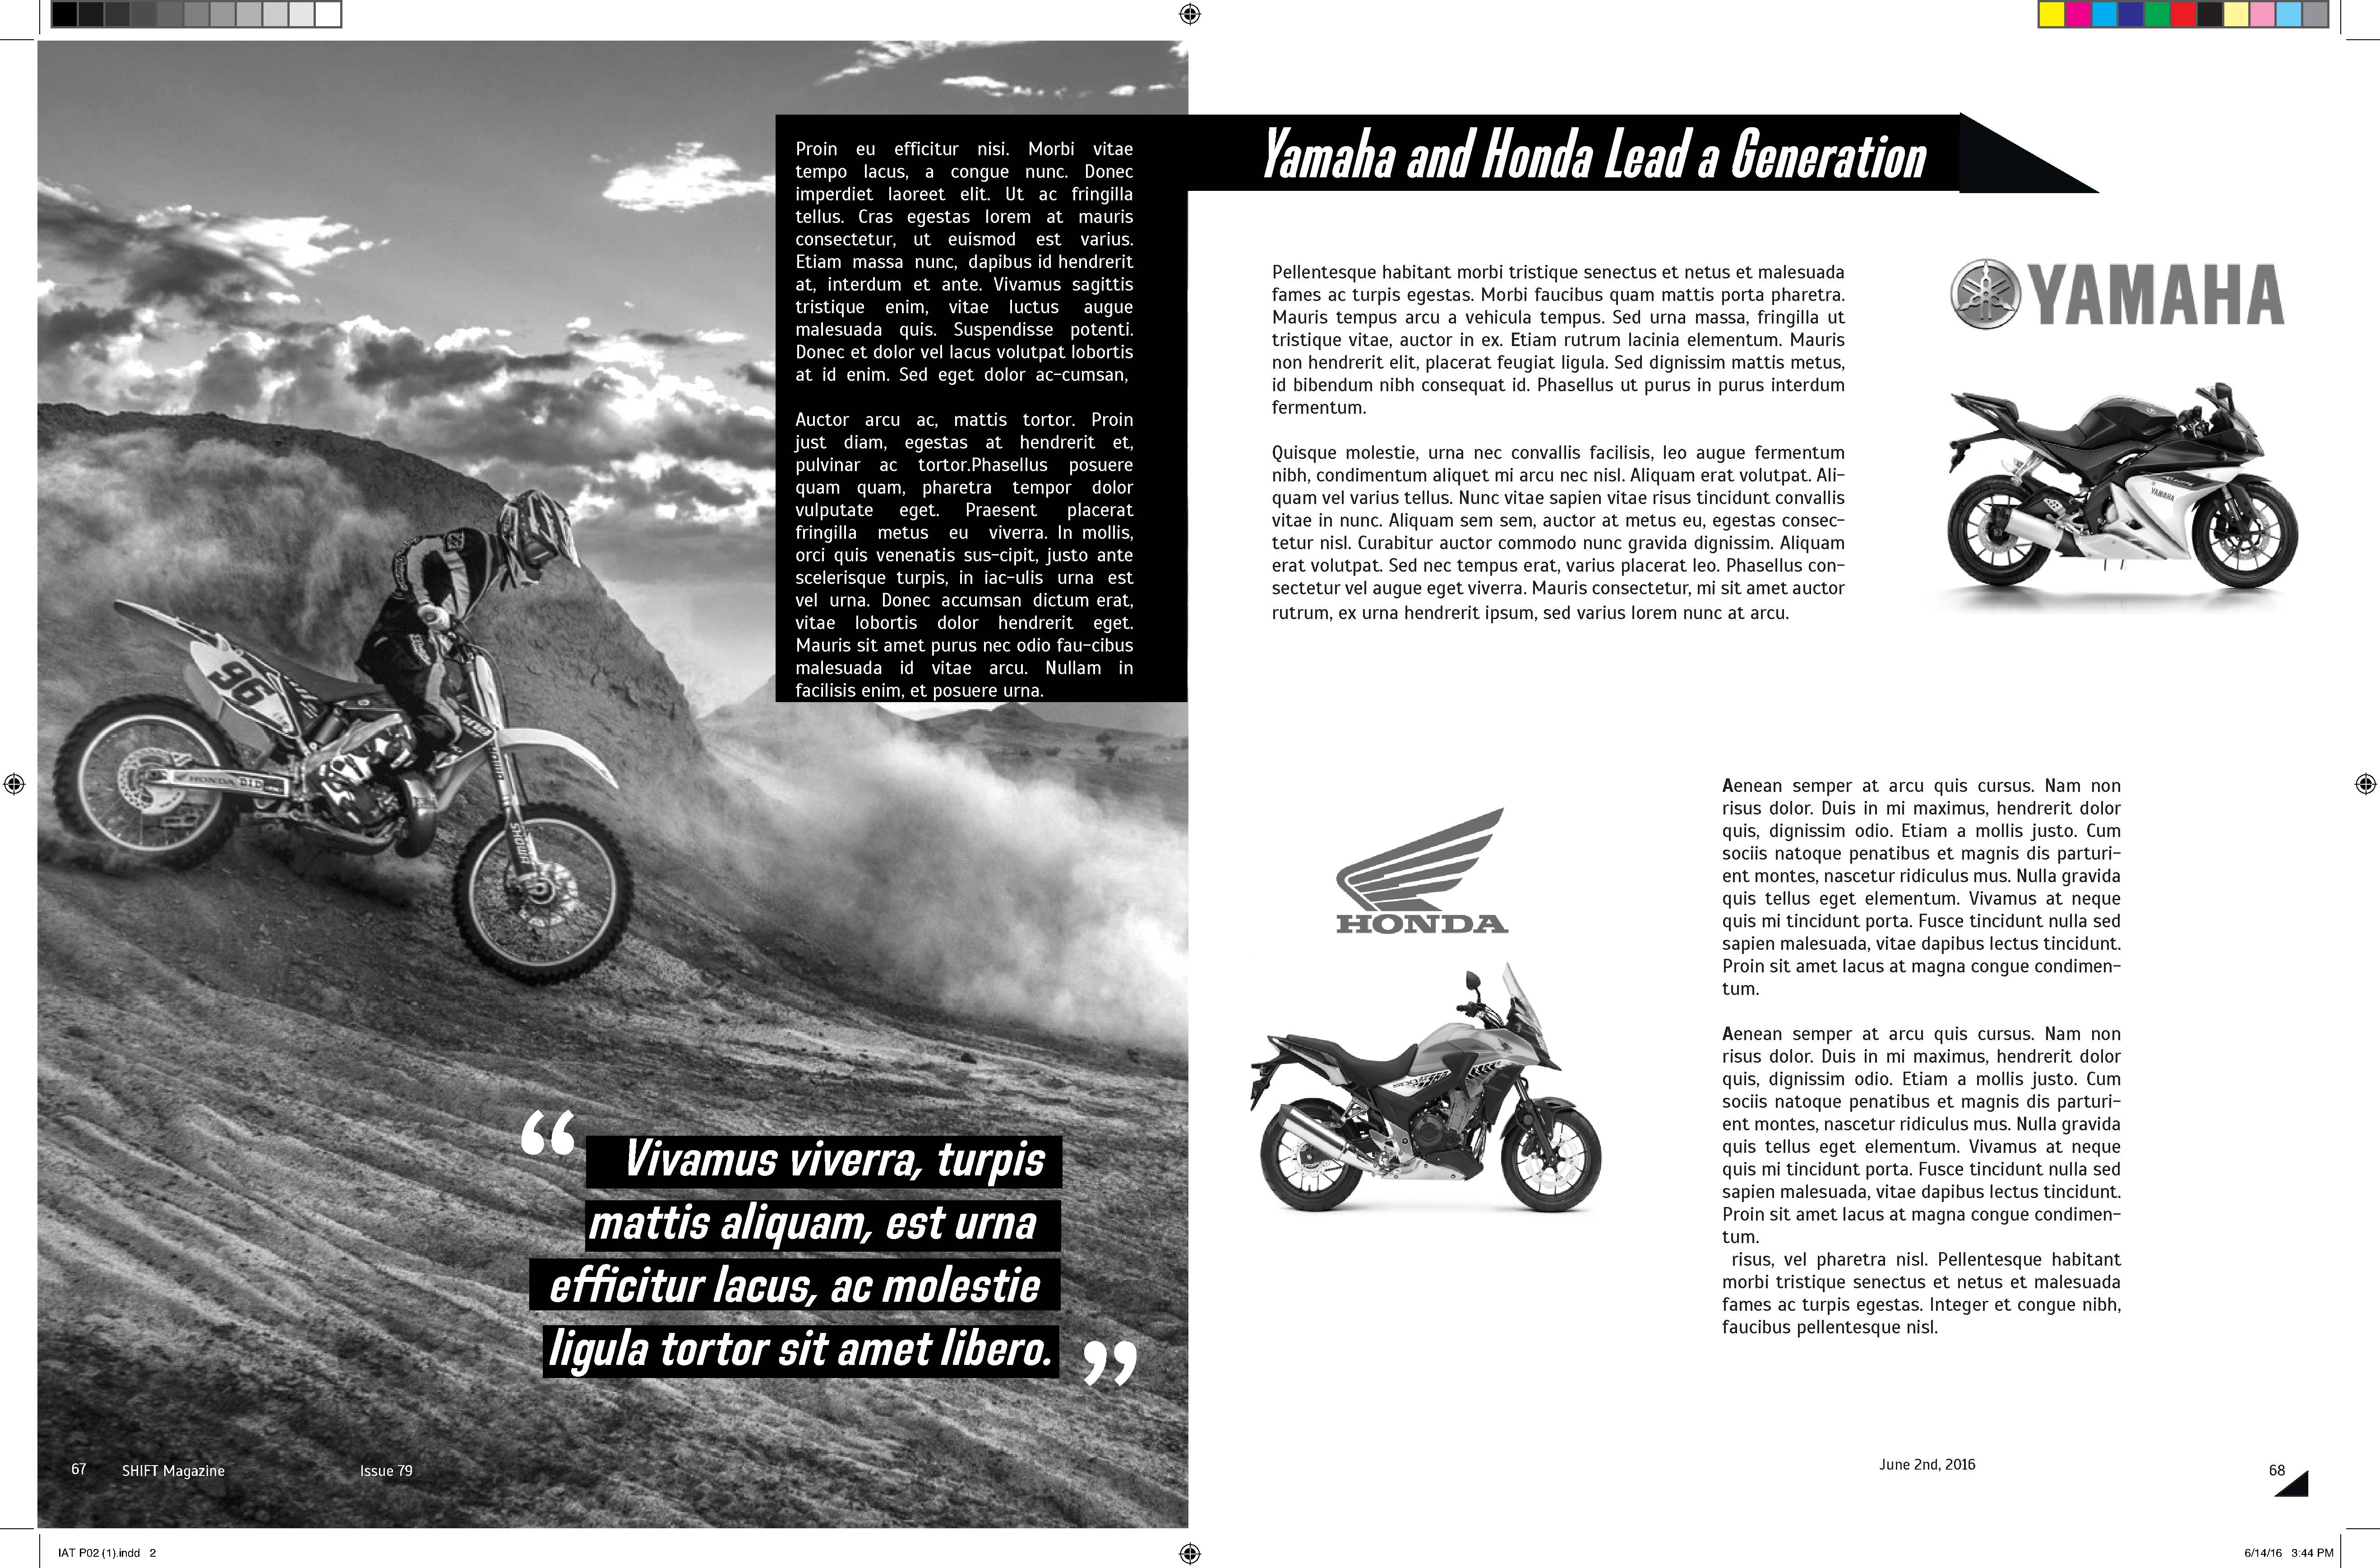 Proin eu efficitur nisi. Morbi vitae
tempo lacus, a congue nunc. Donec
imperdiet laoreet elit. Ut ac fringilla
tellus. Cras egestas lorem at mauris
consectetur, ut euismod est varius.
Etiam massa nunc, dapibus id hendrerit
at, interdum et ante. Vivamus sagittis
tristique enim, vitae luctus augue
malesuada quis. Suspendisse potenti.
Donec et dolor vel lacus volutpat lobortis
at id enim. Sed eget dolor ac-cumsan,
Auctor arcu ac, mattis tortor. Proin
just diam, egestas at hendrerit et,
pulvinar ac tortor.Phasellus posuere
quam quam, pharetra tempor dolor
vulputate eget. Praesent placerat
fringilla metus eu viverra. In mollis,
orci quis venenatis sus-cipit, justo ante
scelerisque turpis, in iac-ulis urna est
vel urna. Donec accumsan dictum erat,
vitae lobortis dolor hendrerit eget.
Mauris sit amet purus nec odio fau-cibus
malesuada id vitae arcu. Nullam in
facilisis enim, et posuere urna.
96
HONDA D.I.D
SHOWA
“ Vivamus viverra, turpis
mattis aliquam, est urna
efficitur lacus, ac molestie
ligula tortor sit amet libero. ”
67 SHIFT Magazine Issue 79
Yamaha and Honda Lead a Generation
Pellentesque habitant morbi tristique senectus et netus et malesuada
fames ac turpis egestas. Morbi faucibus quam mattis porta pharetra.
Mauris tempus arcu a vehicula tempus. Sed urna massa, fringilla ut
tristique vitae, auctor in ex. Etiam rutrum lacinia elementum. Mauris
non hendrerit elit, placerat feugiat ligula. Sed dignissim mattis metus,
id bibendum nibh consequat id. Phasellus ut purus in purus interdum
fermentum.
Quisque molestie, urna nec convallis facilisis, leo augue fermentum
nibh, condimentum aliquet mi arcu nec nisl. Aliquam erat volutpat. Ali-
quam vel varius tellus. Nunc vitae sapien vitae risus tincidunt convallis
vitae in nunc. Aliquam sem sem, auctor at metus eu, egestas consec-
tetur nisl. Curabitur auctor commodo nunc gravida dignissim. Aliquam
erat volutpat. Sed nec tempus erat, varius placerat leo. Phasellus con-
sectetur vel augue eget viverra. Mauris consectetur, mi sit amet auctor
rutrum, ex urna hendrerit ipsum, sed varius lorem nunc at arcu.
YAMAHA
YAMAHA
HONDA
Aenean semper at arcu quis cursus. Nam non
risus dolor. Duis in mi maximus, hendrerit dolor
quis, dignissim odio. Etiam a mollis justo. Cum
sociis natoque penatibus et magnis dis parturi-
ent montes, nascetur ridiculus mus. Nulla gravida
quis tellus eget elementum. Vivamus at neque
quis mi tincidunt porta. Fusce tincidunt nulla sed
sapien malesuada, vitae dapibus lectus tincidunt.
Proin sit amet lacus at magna congue condimen-
tum.
Aenean semper at arcu quis cursus. Nam non
risus dolor. Duis in mi maximus, hendrerit dolor
quis, dignissim odio. Etiam a mollis justo. Cum
sociis natoque penatibus et magnis dis parturi-
ent montes, nascetur ridiculus mus. Nulla gravida
quis tellus eget elementum. Vivamus at neque
quis mi tincidunt porta. Fusce tincidunt nulla sed
sapien malesuada, vitae dapibus lectus tincidunt.
Proin sit amet lacus at magna congue condimen-
tum.
risus, vel pharetra nisl. Pellentesque habitant
morbi tristique senectus et netus et malesuada
fames ac turpis egestas. Integer et congue nibh,
faucibus pellentesque nisl.
June 2nd, 2016 68
IAT P02 (1).indd 2 6/14/16 3:44 PM